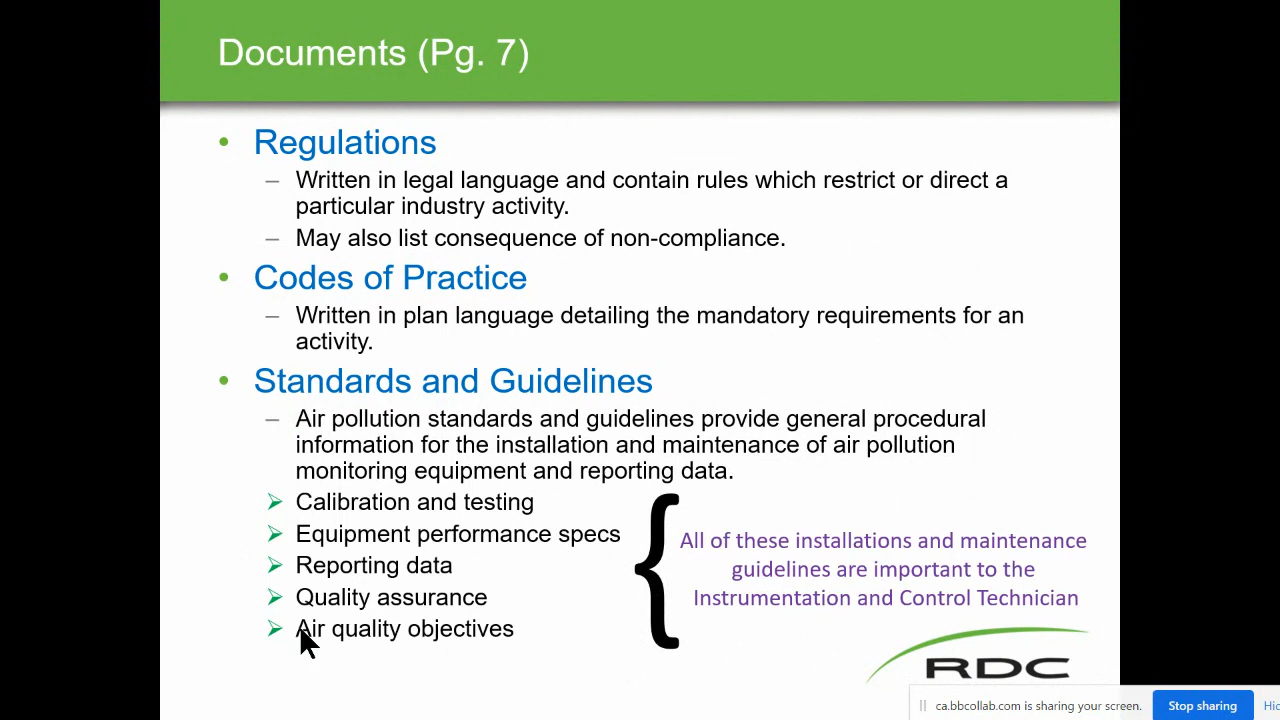 Documents (Pg. 7)
• Regulations
– Written in legal language and contain rules which restrict or direct a
particular industry activity.
– May also list consequence of non-compliance.
• Codes of Practice
– Written in plan language detailing the mandatory requirements for an
activity.
• Standards and Guidelines
– Air pollution standards and guidelines provide general procedural
information for the installation and maintenance of air pollution
monitoring equipment and reporting data.
➢ Calibration and testing
➢ Equipment performance specs
➢ Reporting data
➢ Quality assurance
➢ Air quality objectives
{
All of these installations and maintenance
guidelines are important to the
Instrumentation and Control Technician
RDC
ca.bbcollab.com is sharing your screen.
Stop sharing